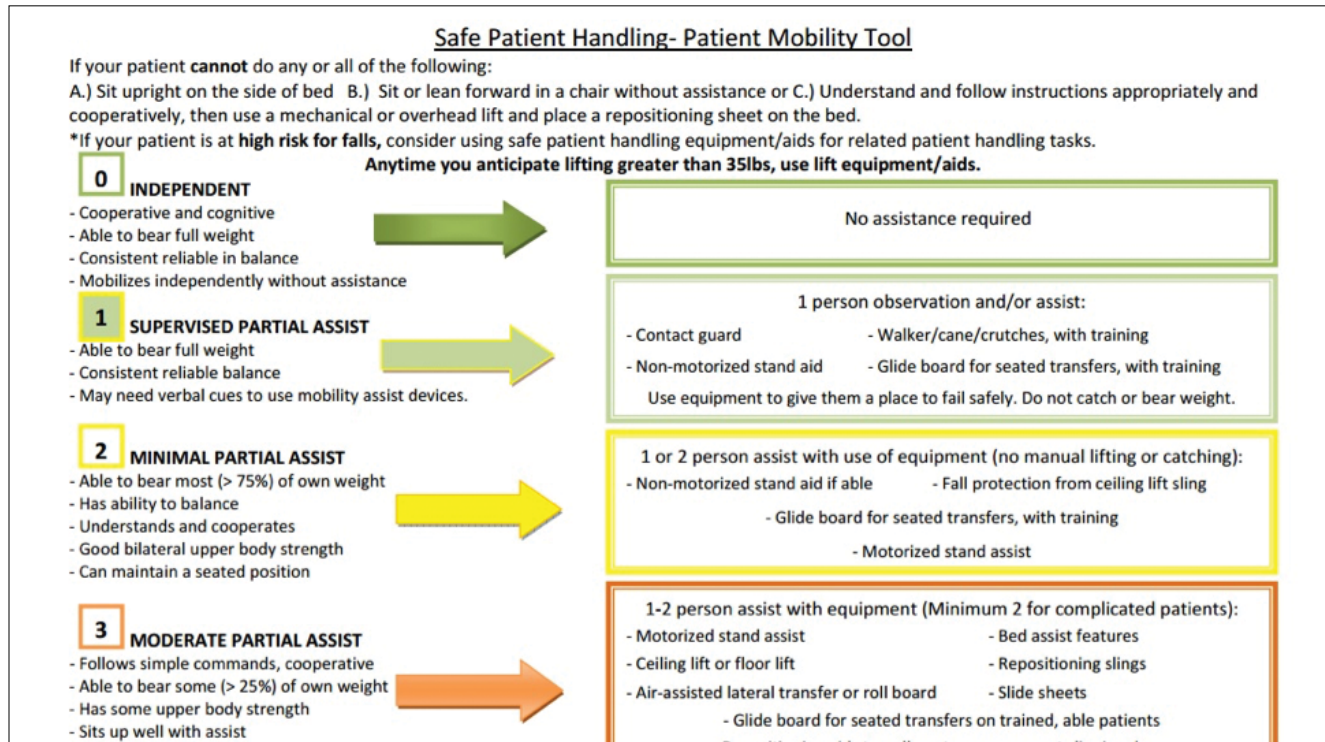 Safe Patient Handling- Patient Mobility Tool
If your patient cannot do any or all of the following:
A.) Sit upright on the side of bed B.) Sit or lean forward in a chair without assistance or C.) Understand and follow instructions appropriately and
cooperatively, then use a mechanical or overhead lift and place a repositioning sheet on the bed.
*If your patient is at high risk for falls, consider using safe patient handling equipment/aids for related patient handling tasks.
Anytime you anticipate lifting greater than 35lbs, use lift equipment/aids.
0 INDEPENDENT
- Cooperative and cognitive
- Able to bear full weight
- Consistent reliable in balance
- Mobilizes independently without assistance
No assistance required
1 SUPERVISED PARTIAL ASSIST
- Able to bear full weight
- Consistent reliable balance
- May need verbal cues to use mobility assist devices.
1 person observation and/or assist:
- Contact guard - Walker/cane/crutches, with training
- Non-motorized stand aid - Glide board for seated transfers, with training
Use equipment to give them a place to fail safely. Do not catch or bear weight.
2 MINIMAL PARTIAL ASSIST
- Able to bear most (> 75%) of own weight
- Has ability to balance
- Understands and cooperates
- Good bilateral upper body strength
- Can maintain a seated position
1 or 2 person assist with use of equipment (no manual lifting or catching):
- Non-motorized stand aid if able - Fall protection from ceiling lift sling
- Glide board for seated transfers, with training
- Motorized stand assist
3 MODERATE PARTIAL ASSIST
- Follows simple commands, cooperative
- Able to bear some (> 25%) of own weight
- Has some upper body strength
- Sits up well with assist
1-2 person assist with equipment (Minimum 2 for complicated patients):
- Motorized stand assist - Bed assist features
- Ceiling lift or floor lift - Repositioning slings
- Air-assisted lateral transfer or roll board - Slide sheets
- Glide board for seated transfers on trained, able patients